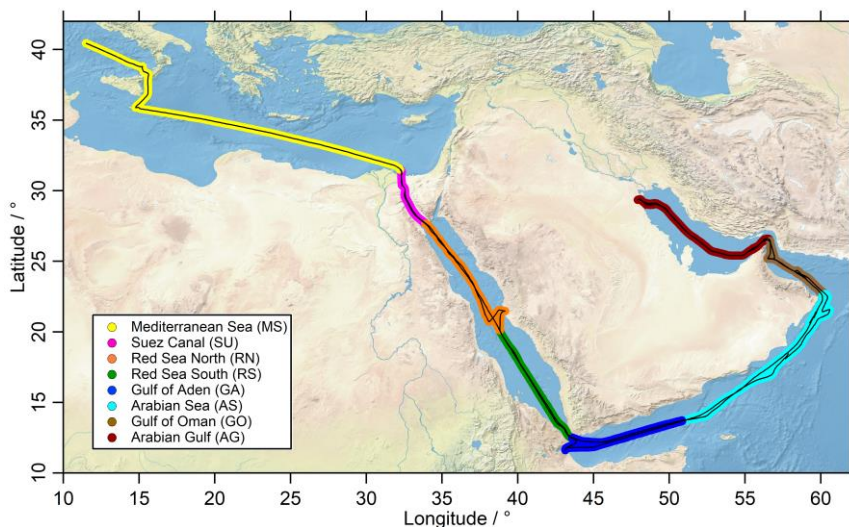 40
35
30
25
20
15
10
Latitude / °
Mediterranean Sea (MS)
Suez Canal (SU)
Red Sea North (RN)
Red Sea South (RS)
Gulf of Aden (GA)
Arabian Sea (AS)
Gulf of Oman (GO)
Arabian Gulf (AG)
10 15 20 25 30 35 40 45 50 55 60
Longitude / °